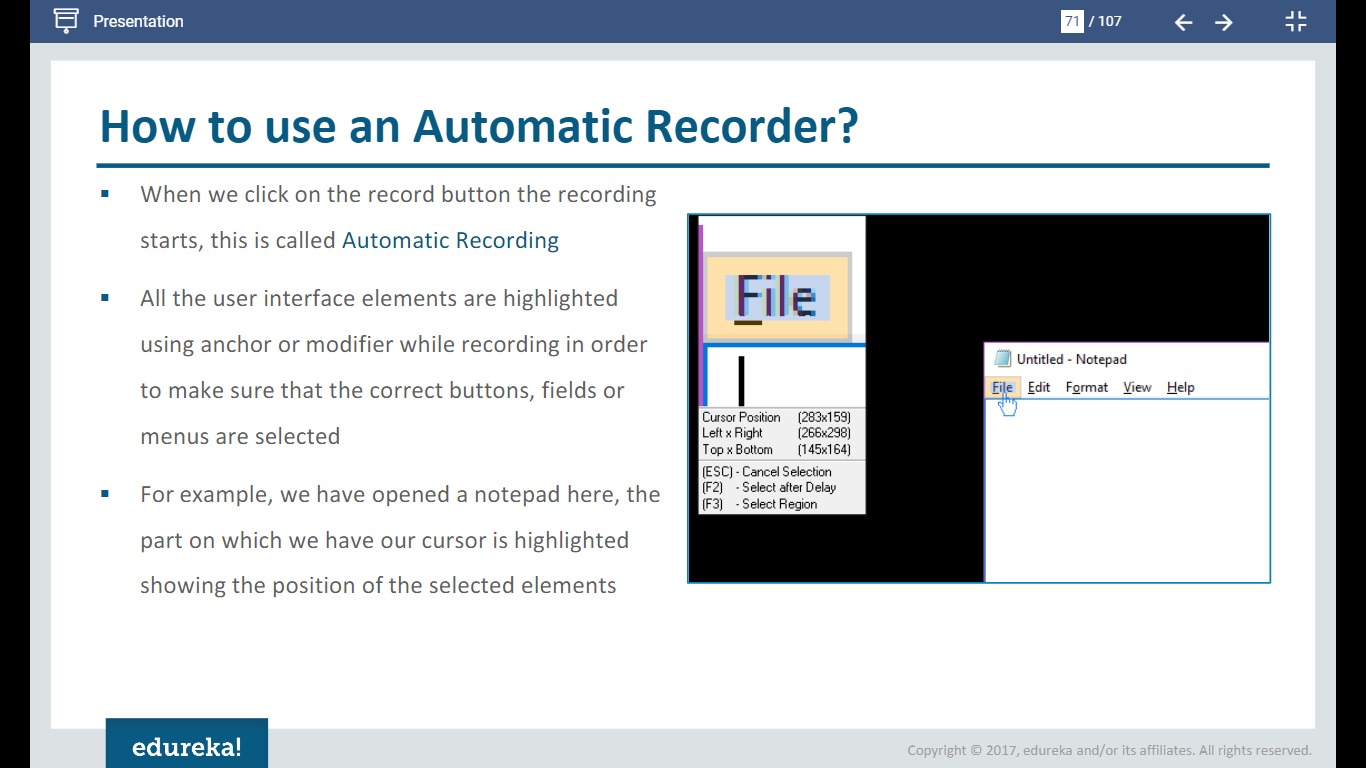 Presentation
71 / 107
How to use an Automatic Recorder?
▪ When we click on the record button the recording
starts, this is called Automatic Recording
▪ All the user interface elements are highlighted
using anchor or modifier while recording in order
to make sure that the correct buttons, fields or
menus are selected
▪ For example, we have opened a notepad here, the
part on which we have our cursor is highlighted
showing the position of the selected elements
File
Cursor Position (283x159)
Left x Right (266x298)
Top x Bottom (145x164)
(ESC) - Cancel Selection
(F2) - Select after Delay
(F3) - Select Region
Untitled - Notepad
File Edit Format View Help
edureka!
Copyright © 2017, edureka and/or its affiliates. All rights reserved.